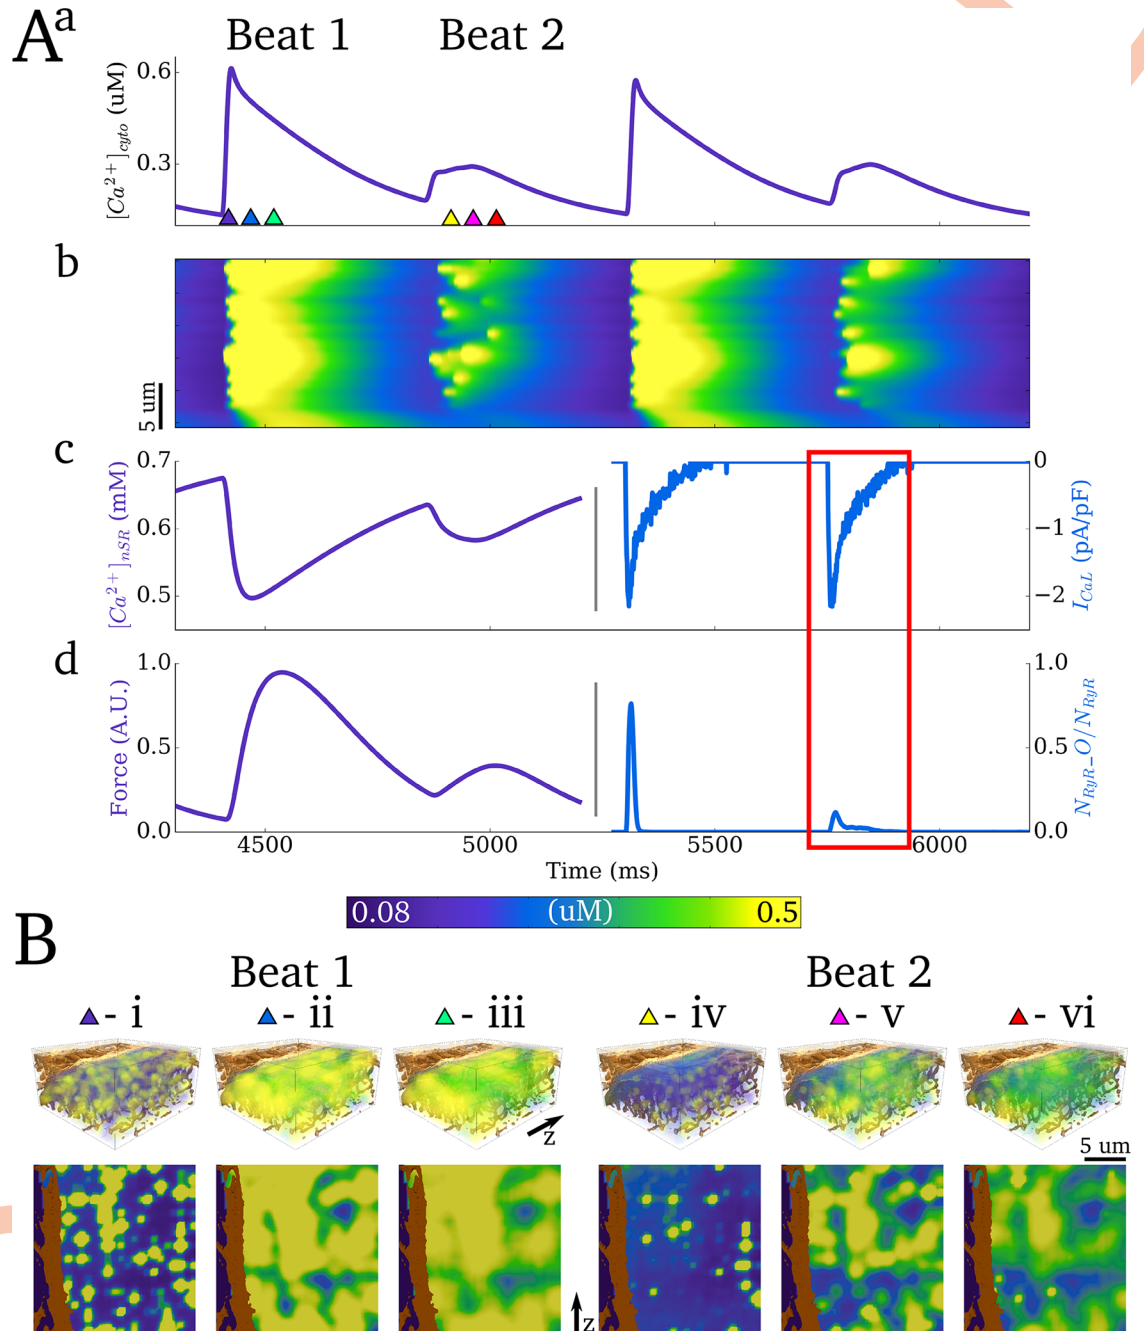 A a
Beat 1 Beat 2
[Ca²⁺]cyto (uM)
0.6
0.3
b
5 um
c
[Ca²⁺]nSR (mM)
0.7
0.6
0.5
0
−1
−2
I_CaL (pA/pF)
d
Force (A.U.)
1.0
0.5
0.0
1.0
0.5
0.0
N_RyR_O/N_RyR
4500 5000 5500 6000
Time (ms)
0.08 (uM) 0.5
B
Beat 1 Beat 2
- i - ii - iii - iv - v - vi
z
5 um
z